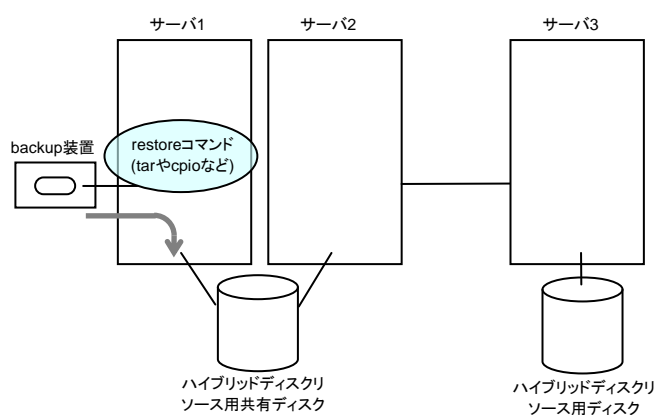 サーバ1
サーバ2
サーバ3
backup装置
restoreコマンド
(tarやcpioなど)
ハイブリッドディスクリ
ソース用共有ディスク
ハイブリッドディスクリ
ソース用ディスク